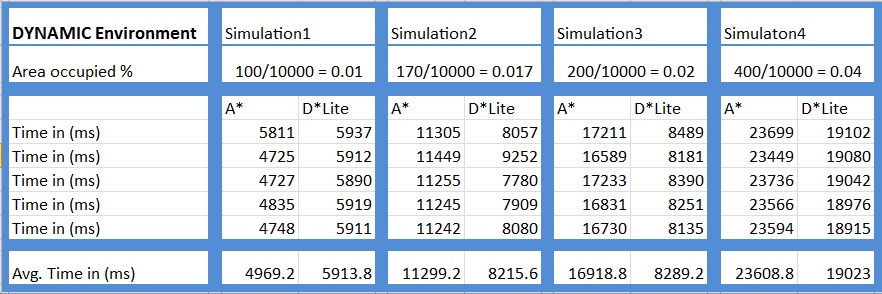 DYNAMIC Environment Simulation1 Simulaton2 Simulation3 Simulaton4
Area occupied % 100/10000 = 0.01 170/10000 = 0.017 200/10000 = 0.02 400/10000 = 0.04
A* D*Lite A* D*Lite A* D*Lite A* D*Lite
Time in (ms) 5811 5937 11305 8057 17211 8489 23699 19102
Time in (ms) 4725 5912 11449 9252 16589 8181 23449 19080
Time in (ms) 4727 5890 11255 7780 17233 8390 23736 19042
Time in (ms) 4835 5919 11245 7909 16831 8251 23566 18976
Time in (ms) 4748 5911 11242 8080 16730 8135 23594 18915
Avg. Time in (ms) 4969.2 5913.8 11299.2 8215.6 16918.8 8289.2 23608.8 19023